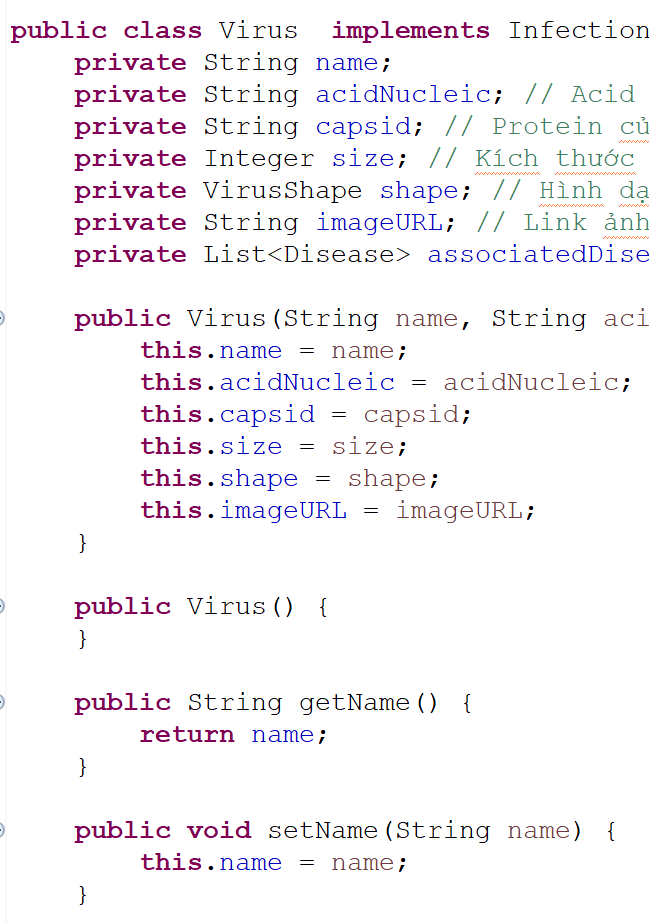 public class Virus  implements Infection
    private String name;
    private String acidNucleic; // Acid
    private String capsid; // Protein củ
    private Integer size; // Kích thước
    private VirusShape shape; // Hình dạ
    private String imageURL; // Link ảnh
    private List<Disease> associatedDise
    public Virus(String name, String aci
        this.name = name;
        this.acidNucleic = acidNucleic;
        this.capsid = capsid;
        this.size = size;
        this.shape = shape;
        this.imageURL = imageURL;
    }
    public Virus() {
    }
    public String getName() {
        return name;
    }
    public void setName(String name) {
        this.name = name;
    }